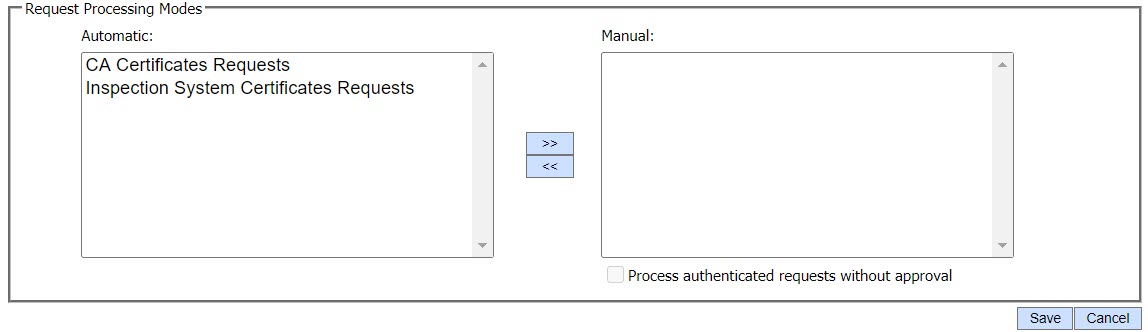 Request Processing Modes
Automatic:
Manual:
CA Certificates Requests
Inspection System Certificates Requests
>>
<<
Process authenticated requests without approval
Save
Cancel